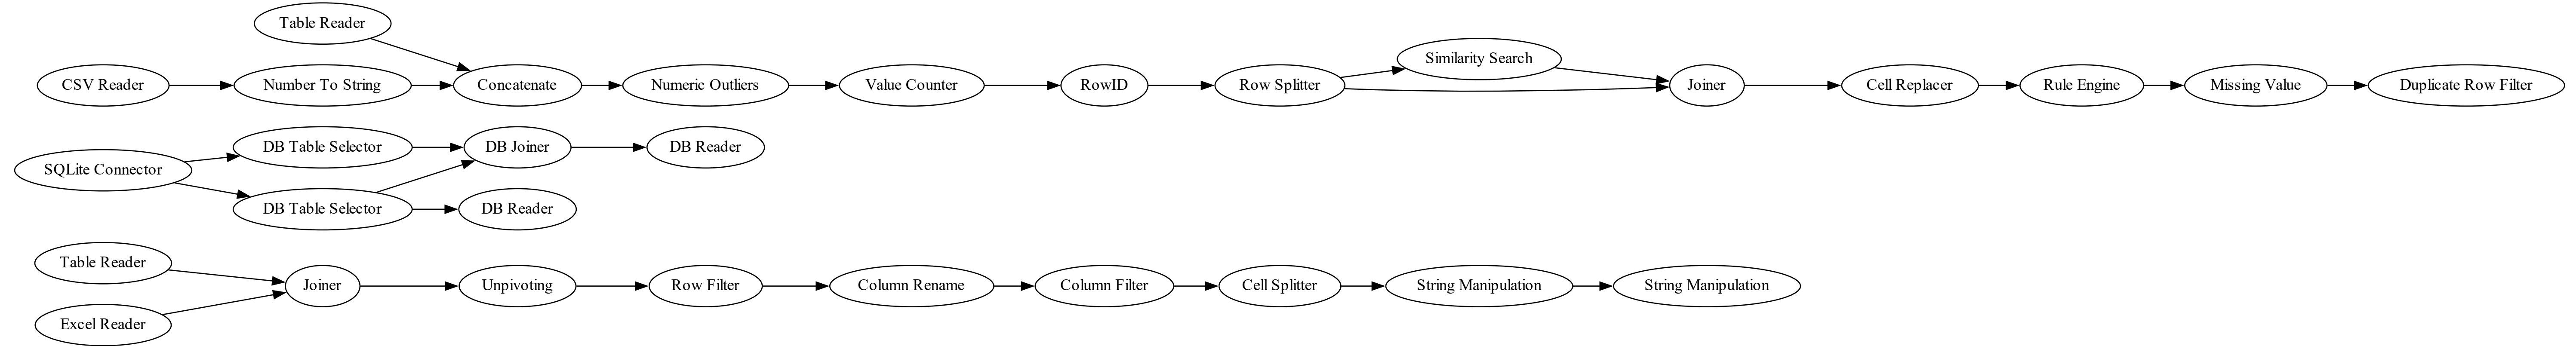 Table Reader
CSV Reader
Number To String
Concatenate
Numeric Outliers
Value Counter
RowID
Row Splitter
Similarity Search
Joiner
Cell Replacer
Rule Engine
Missing Value
Duplicate Row Filter
SQLite Connector
DB Table Selector
DB Joiner
DB Reader
DB Table Selector
DB Reader
Table Reader
Excel Reader
Joiner
Unpivoting
Row Filter
Column Rename
Column Filter
Cell Splitter
String Manipulation
String Manipulation